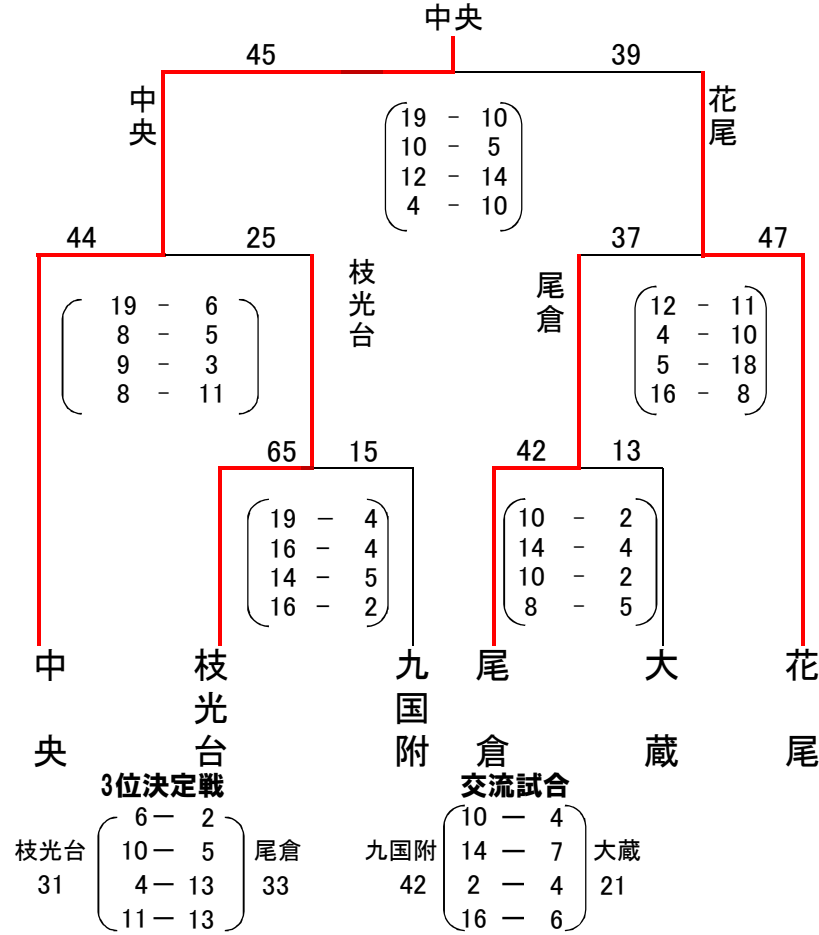 中央
45 39
中央
花尾
19 - 10
10 - 5
12 - 14
4 - 10
44 25
37 47
枝光台
尾倉
19 - 6
8 - 5
9 - 3
8 - 11
12 - 11
4 - 10
5 - 18
16 - 8
65 15
42 13
19 － 4
16 － 4
14 － 5
16 － 2
10 - 2
14 - 4
10 - 2
8 - 5
中央
枝光台
九国附
尾倉
大蔵
花尾
3位決定戦
枝光台
31
6－ 2
10－ 5
4－ 13
11－ 13
尾倉
33
交流試合
九国附
42
10 － 4
14 － 7
2 － 4
16 － 6
大蔵
21